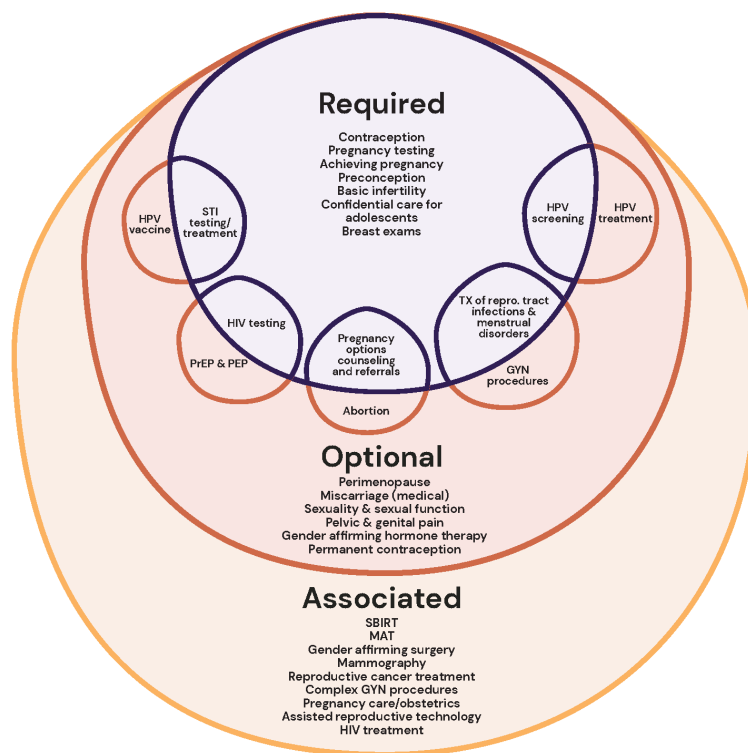 Required
Contraception
Pregnancy testing
Achieving pregnancy
Preconception
Basic infertility
Confidential care for
adolescents
Breast exams
HPV
vaccine
STI
testing/
treatment
HPV
screening
HPV
treatment
HIV testing
PrEP & PEP
Pregnancy
options
counseling
and referrals
Abortion
TX of repro. tract
infections &
menstrual
disorders
GYN
procedures
Optional
Perimenopause
Miscarriage (medical)
Sexuality & sexual function
Pelvic & genital pain
Gender affirming hormone therapy
Permanent contraception
Associated
SBIRT
MAT
Gender affirming surgery
Mammography
Reproductive cancer treatment
Complex GYN procedures
Pregnancy care/obstetrics
Assisted reproductive technology
HIV treatment